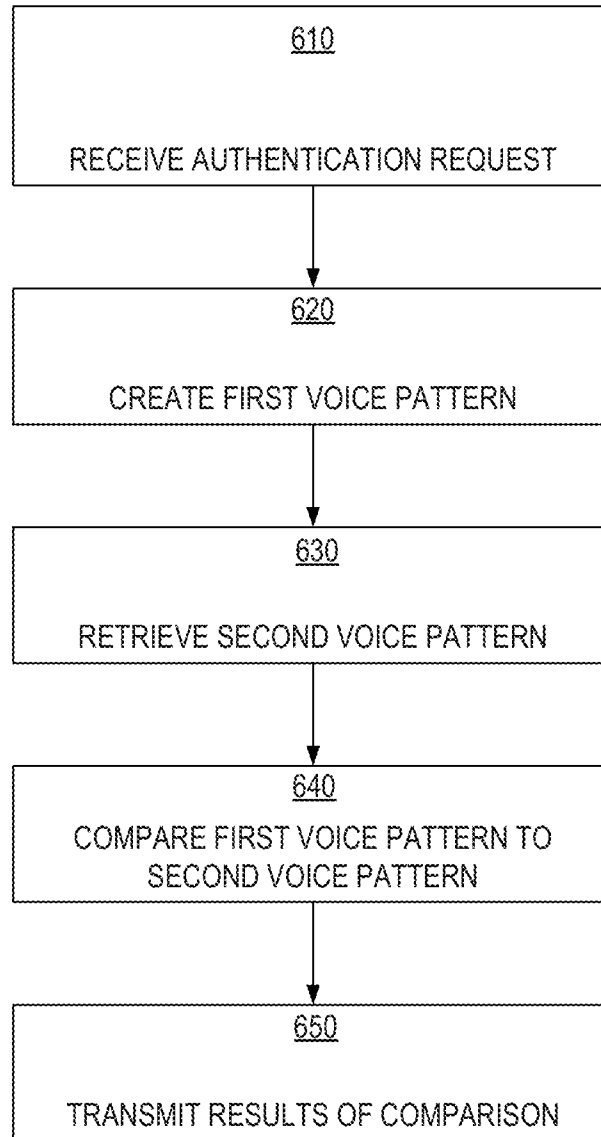 610
RECEIVE AUTHENTICATION REQUEST
620
CREATE FIRST VOICE PATTERN
630
RETRIEVE SECOND VOICE PATTERN
640
COMPARE FIRST VOICE PATTERN TO
SECOND VOICE PATTERN
650
TRANSMIT RESULTS OF COMPARISON